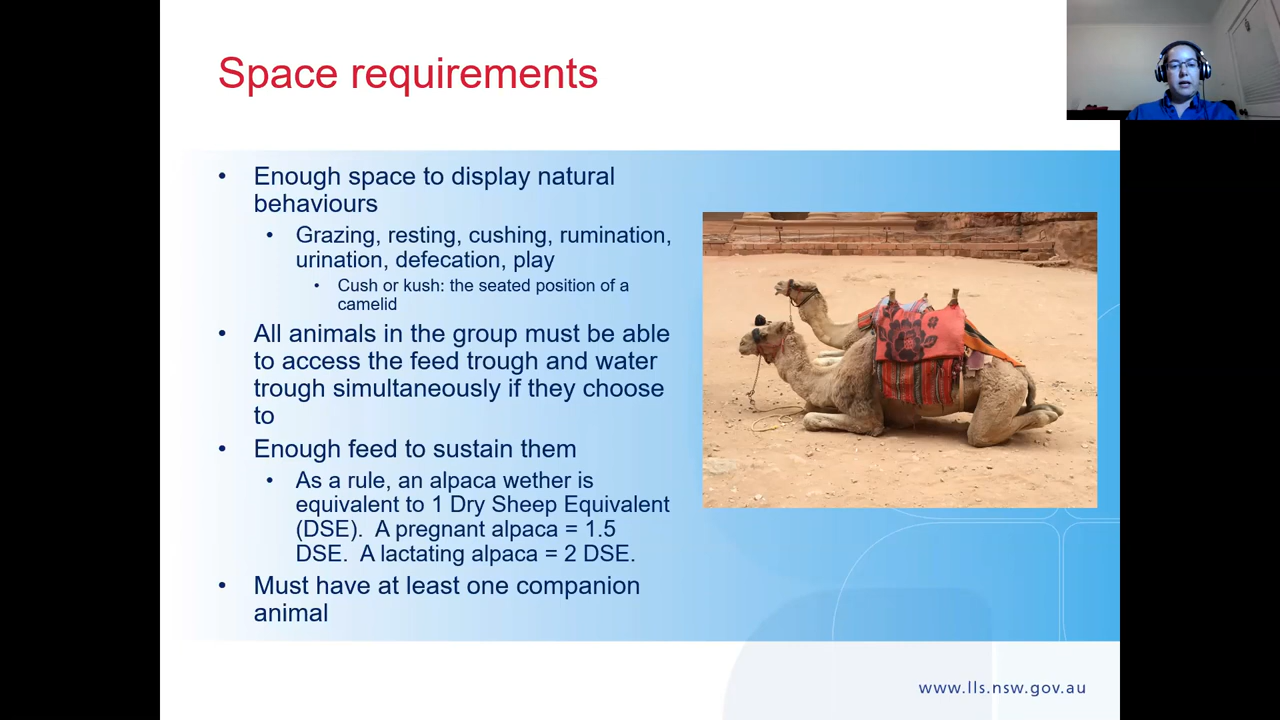 Space requirements
• Enough space to display natural
behaviours
• Grazing, resting, cushing, rumination,
urination, defecation, play
• Cush or kush: the seated position of a
camelid
• All animals in the group must be able
to access the feed trough and water
trough simultaneously if they choose
to
• Enough feed to sustain them
• As a rule, an alpaca wether is
equivalent to 1 Dry Sheep Equivalent
(DSE).  A pregnant alpaca = 1.5
DSE.  A lactating alpaca = 2 DSE.
• Must have at least one companion
animal
www.lls.nsw.gov.au